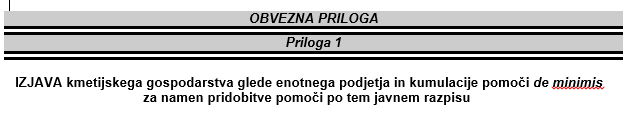 OBVEZNA PRILOGA
Priloga 1
IZJAVA kmetijskega gospodarstva glede enotnega podjetja in kumulacije pomoči de minimis
za namen pridobitve pomoči po tem javnem razpisu